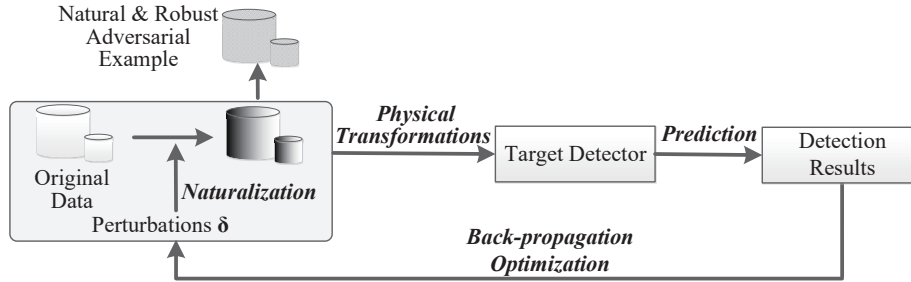 Natural & Robust
Adversarial
Example
Original
Data
Naturalization
Perturbations δ
Physical
Transformations
Target Detector
Prediction
Detection
Results
Back-propagation
Optimization